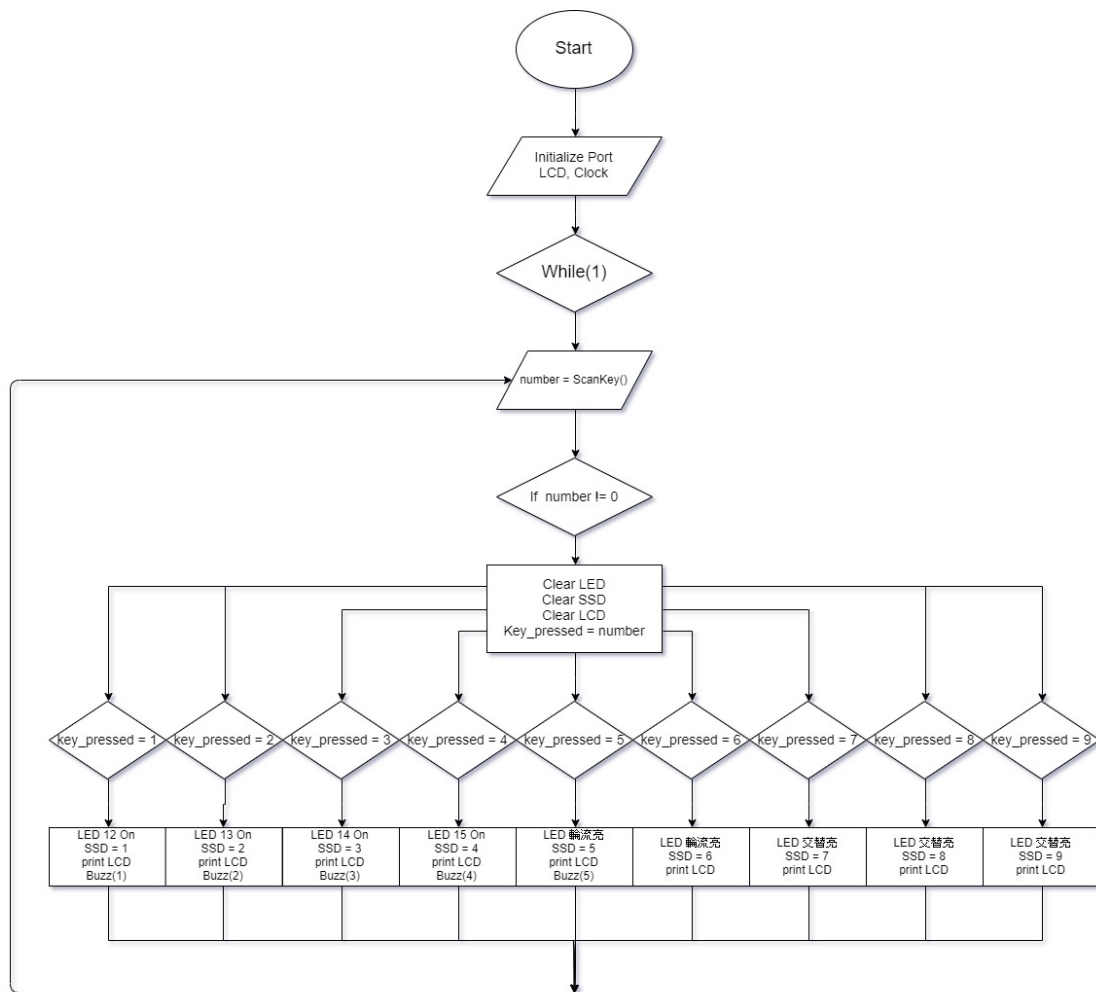 Start
Initialize Port
LCD, Clock
While(1)
number = ScanKey()
If number != 0
Clear LED
Clear SSD
Clear LCD
Key_pressed = number
key_pressed = 1
key_pressed = 2
key_pressed = 3
key_pressed = 4
key_pressed = 5
key_pressed = 6
key_pressed = 7
key_pressed = 8
key_pressed = 9
LED 12 On
SSD = 1
print LCD
Buzz(1)
LED 13 On
SSD = 2
print LCD
Buzz(2)
LED 14 On
SSD = 3
print LCD
Buzz(3)
LED 15 On
SSD = 4
print LCD
Buzz(4)
LED 輪流亮
SSD = 5
print LCD
Buzz(5)
LED 輪流亮
SSD = 6
print LCD
LED 交替亮
SSD = 7
print LCD
LED 交替亮
SSD = 8
print LCD
LED 交替亮
SSD = 9
print LCD